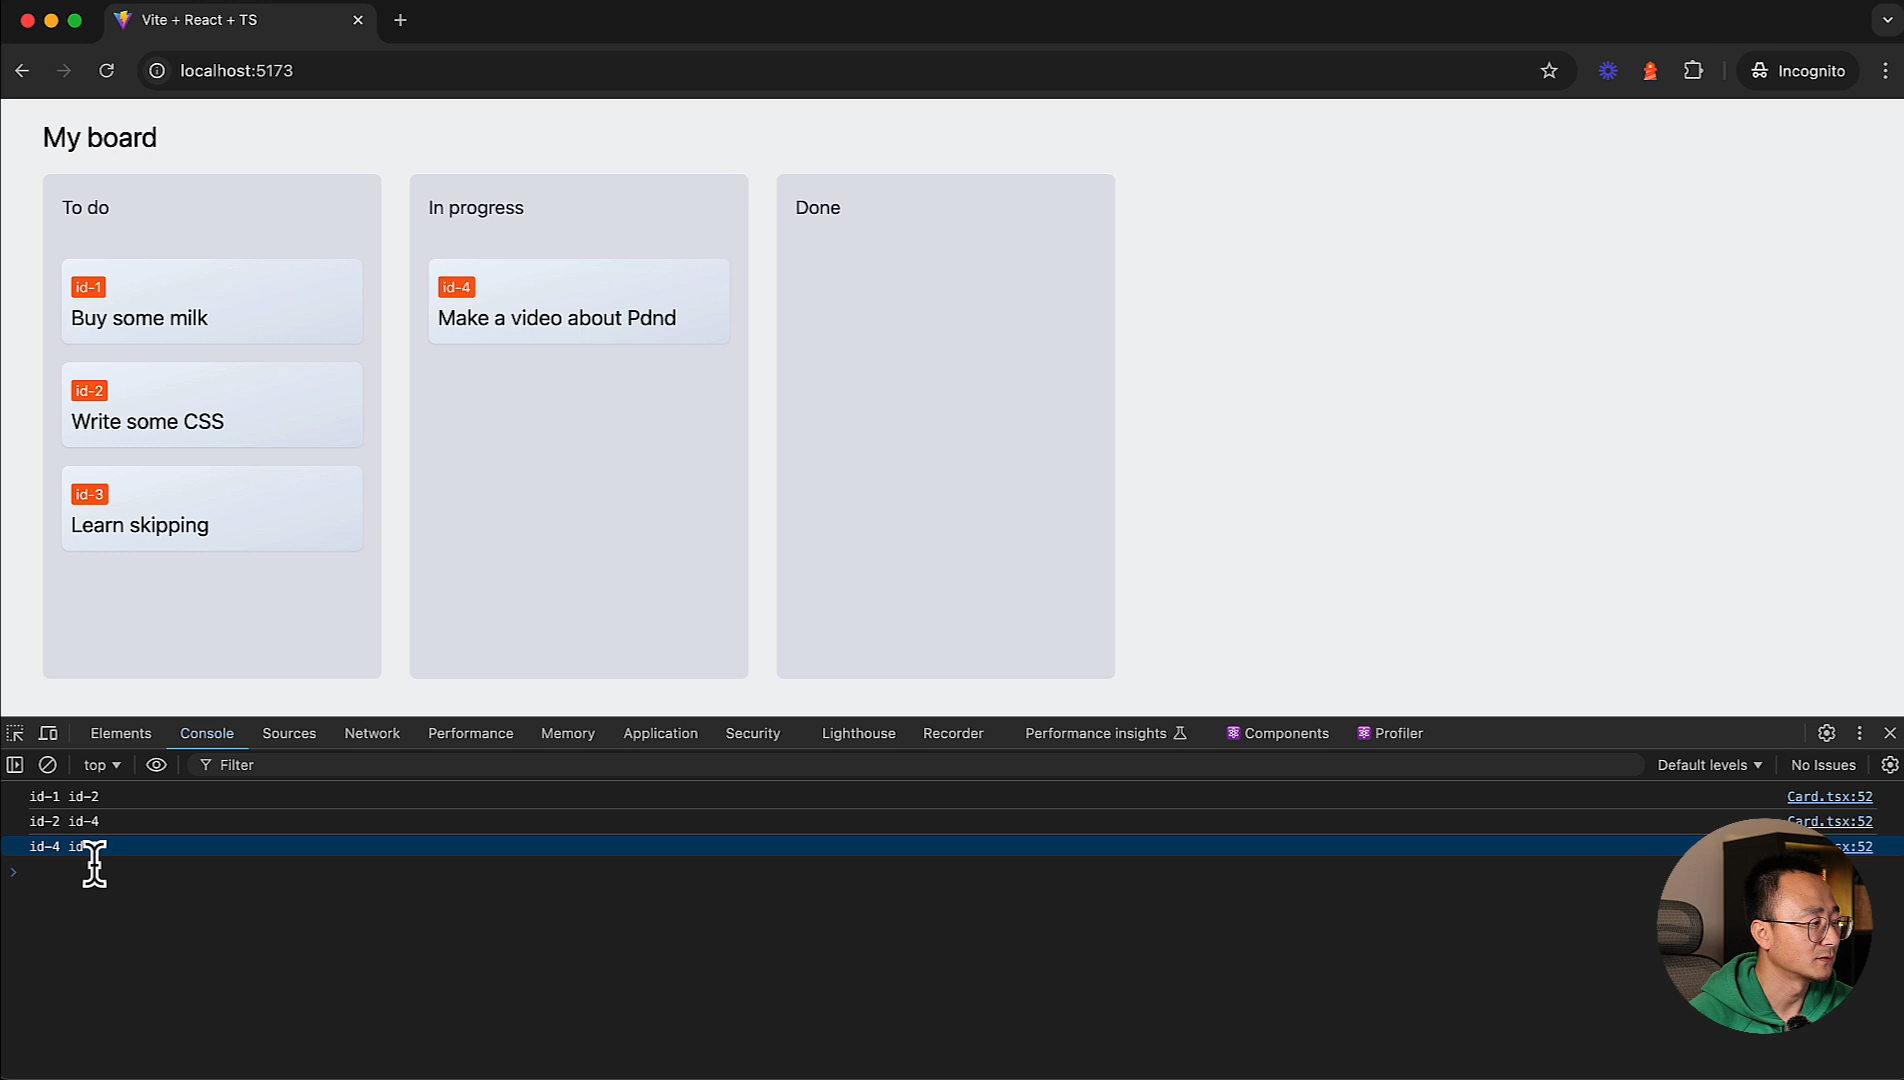 Vite + React + TS
localhost:5173
Incognito
My board
To do
id-1
Buy some milk
id-2
Write some CSS
id-3
Learn skipping
In progress
id-4
Make a video about Pdnd
Done
Elements
Console
Sources
Network
Performance
Memory
Application
Security
Lighthouse
Recorder
Performance insights
Components
Profiler
top
Filter
Default levels
No Issues
id-1 id-2
Card.tsx:52
id-2 id-4
Card.tsx:52
id-4
sx:52